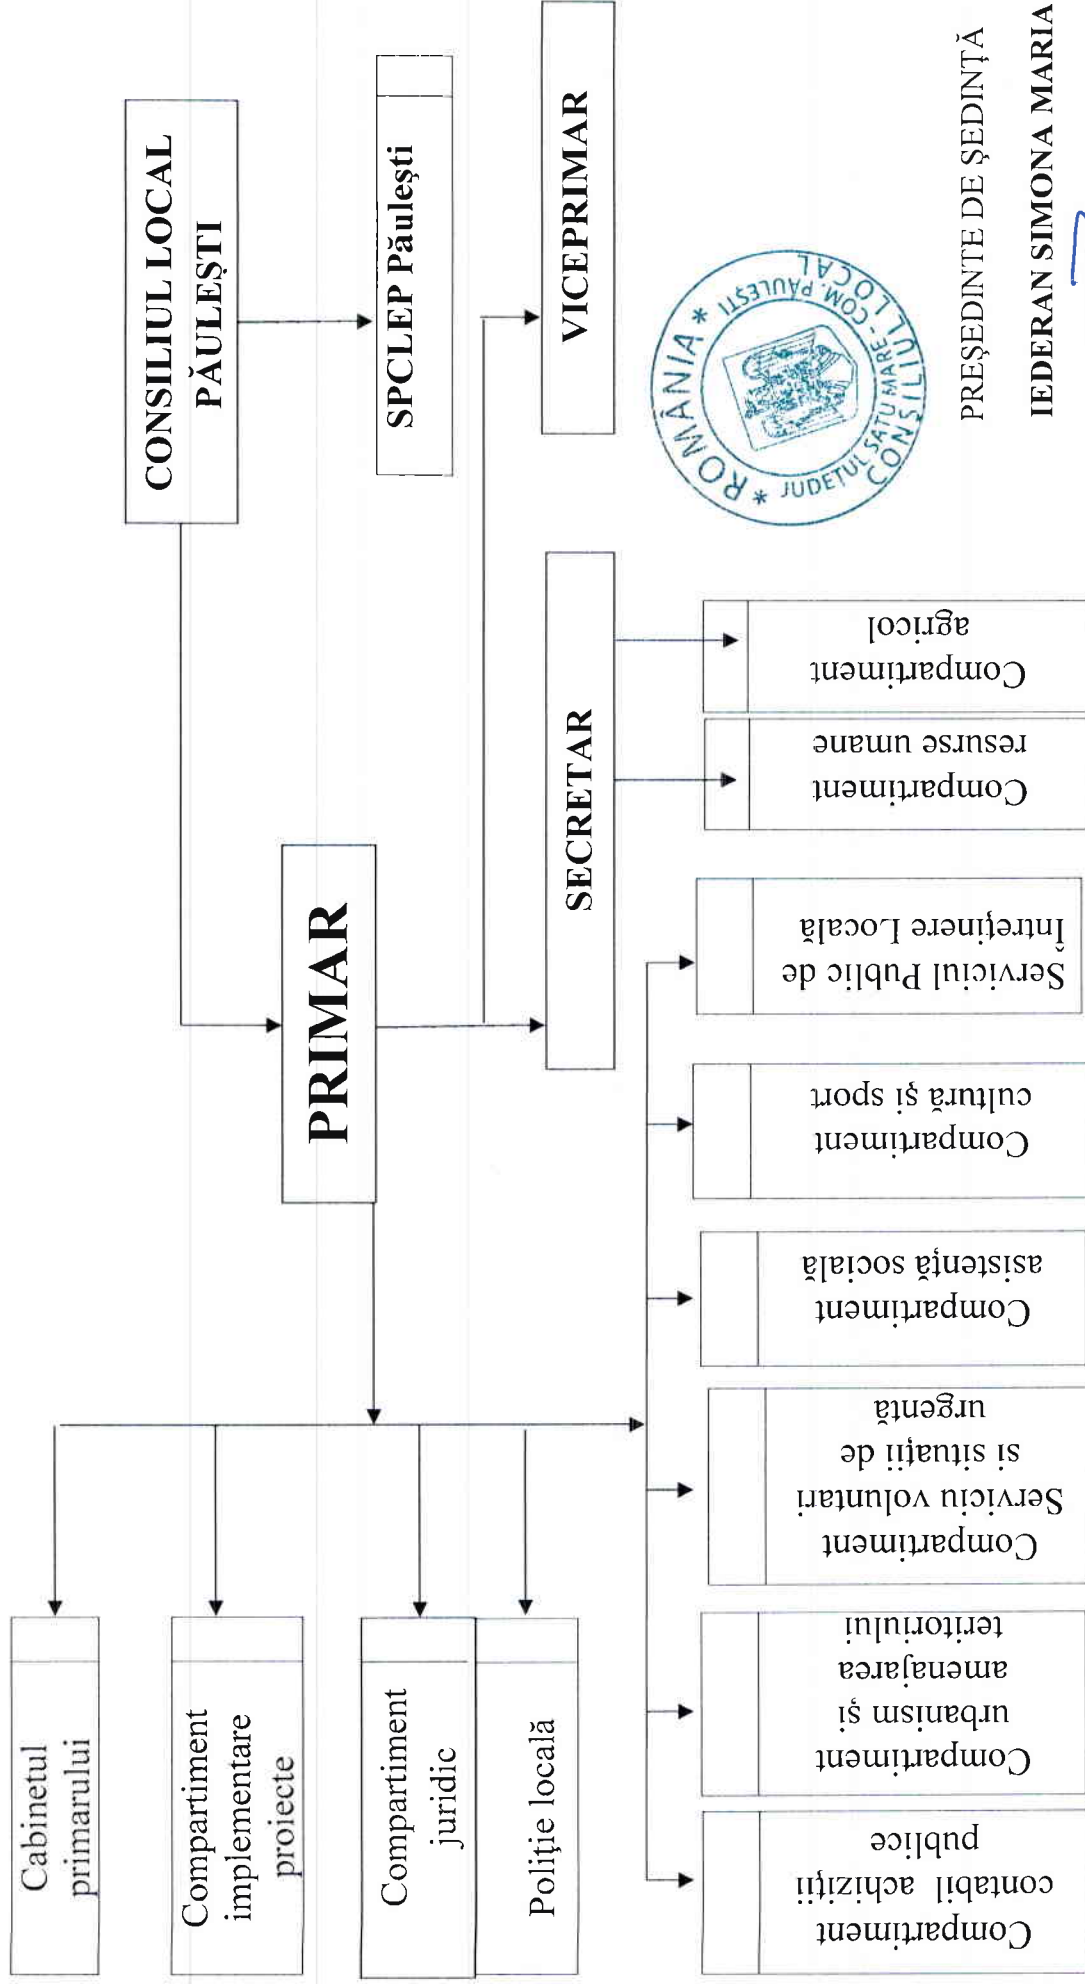 CONSILIUL LOCAL
PĂULEȘTI
SPCLEP Păulești
PRIMAR
VICEPRIMAR
SECRETAR
Cabinetul
primarului
Compartiment
implementare
proiecte
Compartiment
juridic
Poliție locală
Compartiment
contabil achiziții
publice
Compartiment
urbanism și
amenajarea
teritoriului
Compartiment
Serviciu voluntari
si situații de
urgentă
Compartiment
asistență socială
Compartiment
cultură și sport
Serviciul Public de
Întreținere Locală
Compartiment
resurse umane
Compartiment
agricol
* ROMÂNIA *
JUDEȚUL SATU MARE - COM. PĂULEȘTI
CONSILIUL LOCAL
PREȘEDINTE DE ȘEDINȚĂ
IEDERAN SIMONA MARIA